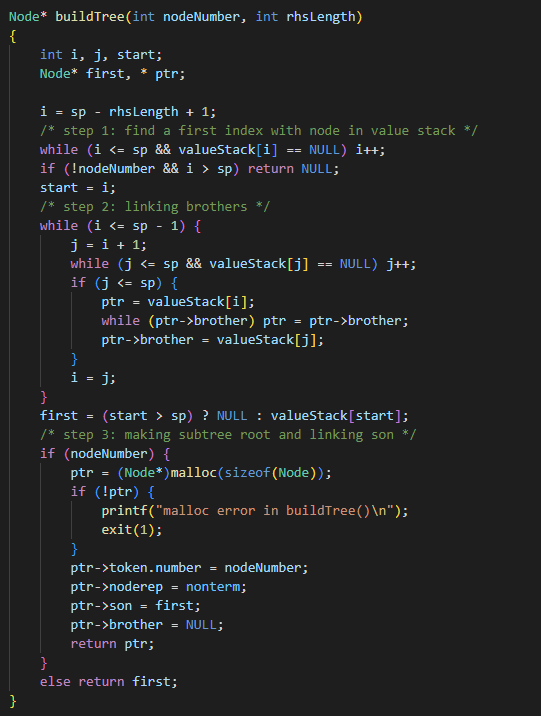 Node* buildTree(int nodeNumber, int rhsLength)
{
    int i, j, start;
    Node* first, * ptr;

    i = sp - rhsLength + 1;
    /* step 1: find a first index with node in value stack */
    while (i <= sp && valueStack[i] == NULL) i++;
    if (!nodeNumber && i > sp) return NULL;
    start = i;
    /* step 2: linking brothers */
    while (i <= sp - 1) {
        j = i + 1;
        while (j <= sp && valueStack[j] == NULL) j++;
        if (j <= sp) {
            ptr = valueStack[i];
            while (ptr->brother) ptr = ptr->brother;
            ptr->brother = valueStack[j];
        }
        i = j;
    }
    first = (start > sp) ? NULL : valueStack[start];
    /* step 3: making subtree root and linking son */
    if (nodeNumber) {
        ptr = (Node*)malloc(sizeof(Node));
        if (!ptr) {
            printf("malloc error in buildTree()\n");
            exit(1);
        }
        ptr->token.number = nodeNumber;
        ptr->noderep = nonterm;
        ptr->son = first;
        ptr->brother = NULL;
        return ptr;
    }
    else return first;
}